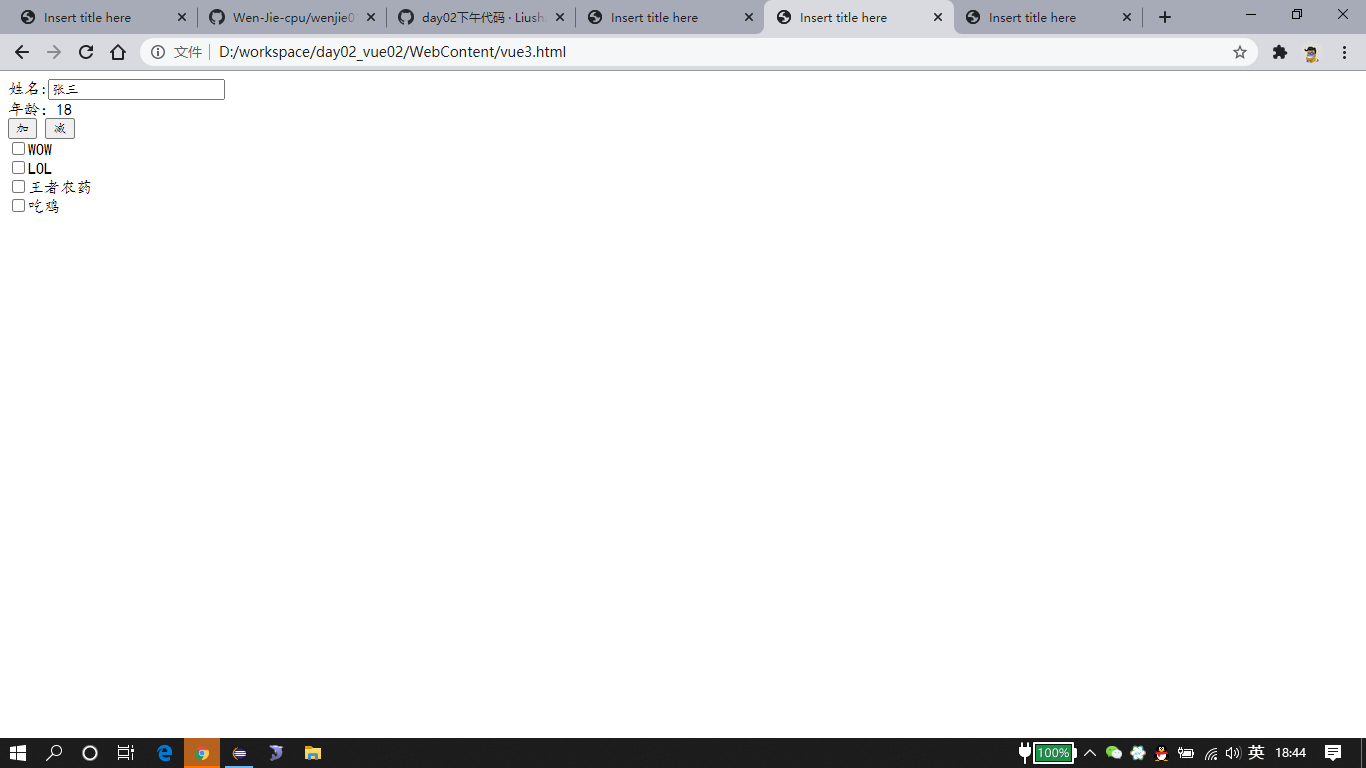 Insert title here
Wen-Jie-cpu/wenjie0
day02下午代码 · Liush
Insert title here
Insert title here
Insert title here
文件 D:/workspace/day02_vue02/WebContent/vue3.html
姓名:张三
年龄: 18
加 减
WOW
LOL
王者农药
吃鸡
100% 英 18:44